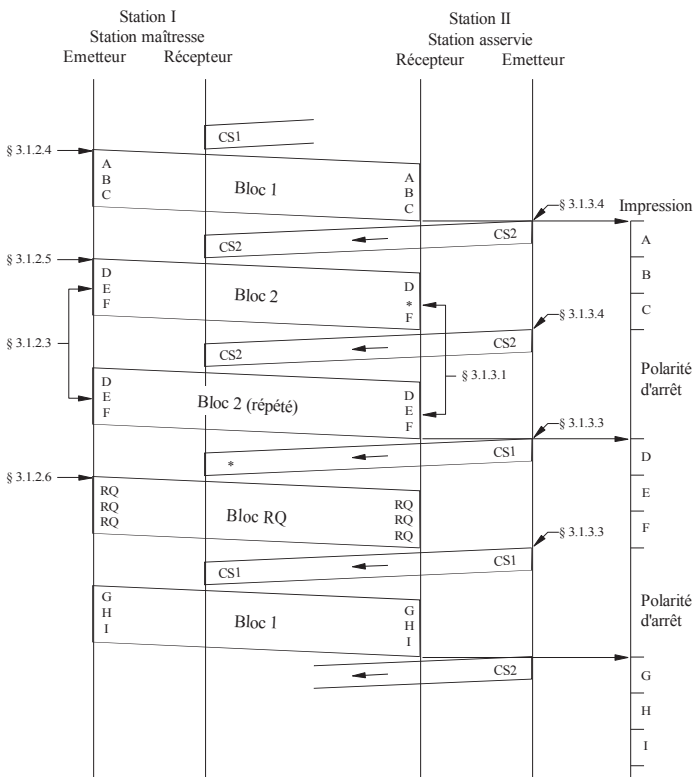 Station I
Station maîtresse
Emetteur Récepteur
Station II
Station asservie
Récepteur Emetteur
CS1
§ 3.1.2.4
A
B
C
Bloc 1
A
B
C
§ 3.1.3.4
Impression
CS2
CS2
A
§ 3.1.2.5
D
E
F
Bloc 2
D
*
F
B
C
§ 3.1.3.4
§ 3.1.2.3
CS2
CS2
§ 3.1.3.1
Polarité
d'arrêt
D
E
F
Bloc 2 (répété)
D
E
F
§ 3.1.3.3
*
CS1
D
§ 3.1.2.6
RQ
RQ
RQ
Bloc RQ
RQ
RQ
RQ
E
F
§ 3.1.3.3
CS1
CS1
G
H
I
Bloc 1
G
H
I
Polarité
d'arrêt
CS2
G
H
I